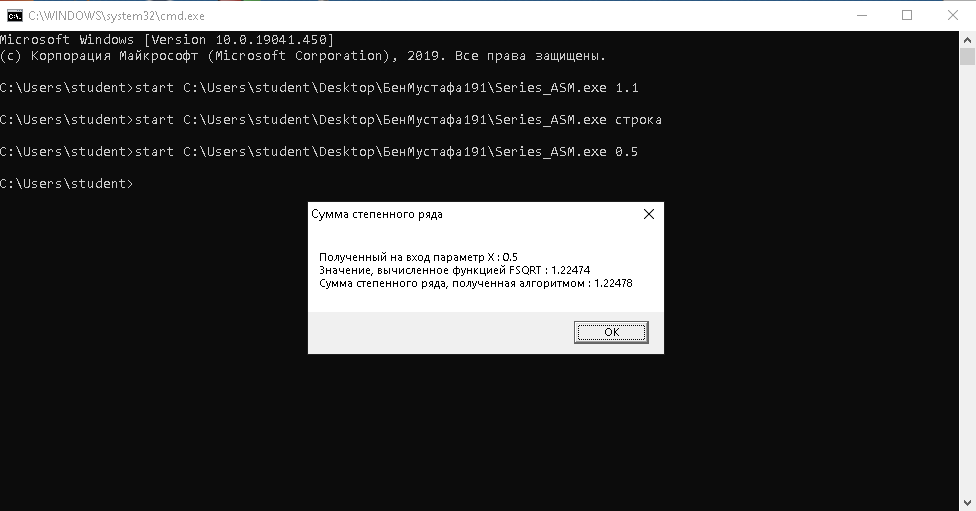 C:\WINDOWS\system32\cmd.exe
Microsoft Windows [Version 10.0.19041.450]
(c) Корпорация Майкрософт (Microsoft Corporation), 2019. Все права защищены.
C:\Users\student>start C:\Users\student\Desktop\БенМустафа191\Series_ASM.exe 1.1
C:\Users\student>start C:\Users\student\Desktop\БенМустафа191\Series_ASM.exe строка
C:\Users\student>start C:\Users\student\Desktop\БенМустафа191\Series_ASM.exe 0.5
C:\Users\student>
Сумма степенного ряда
Полученный на вход параметр X : 0.5
Значение, вычисленное функцией FSQRT : 1.22474
Сумма степенного ряда, полученная алгоритмом : 1.22478
OK